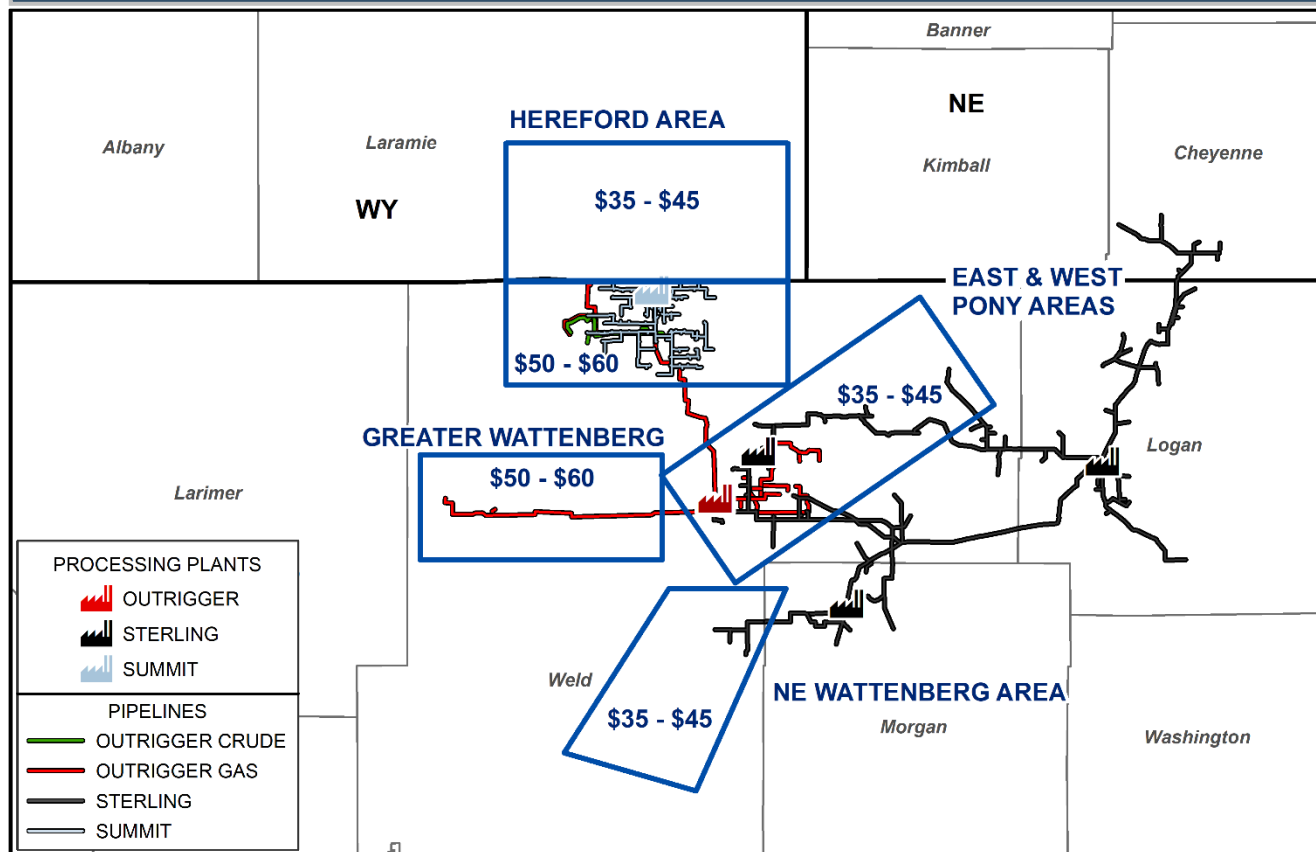 Banner
NE
HEREFORD AREA
Albany
Laramie
Kimball
Cheyenne
$35 - $45
WY
EAST & WEST
PONY AREAS
$50 - $60
$35 - $45
GREATER WATTENBERG
Logan
$50 - $60
Larimer
PROCESSING PLANTS
OUTRIGGER
STERLING
SUMMIT
Weld
NE WATTENBERG AREA
$35 - $45
Morgan
Washington
PIPELINES
OUTRIGGER CRUDE
OUTRIGGER GAS
STERLING
SUMMIT